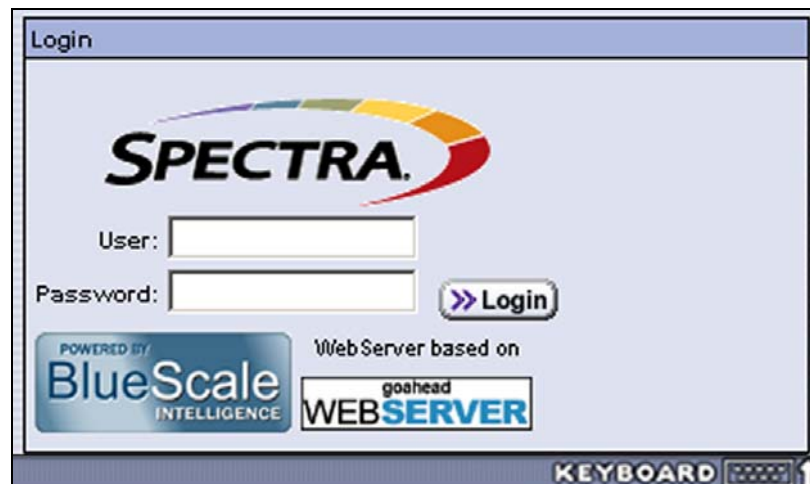 Login
SPECTRA.
User:
Password:
Login
POWERED BY
BlueScale
INTELLIGENCE
WebServer based on
goahead
WEBSERVER
KEYBOARD